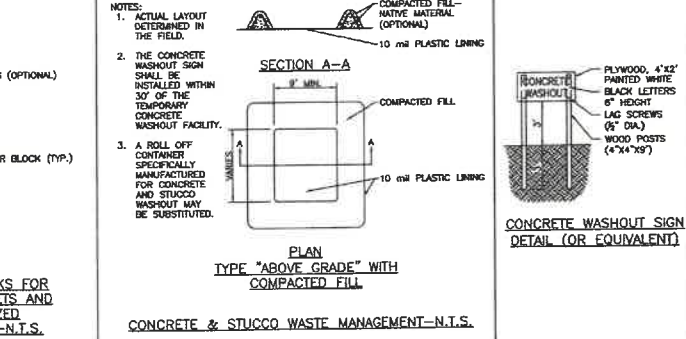 NOTES:
1. ACTUAL LAYOUT
DETERMINED IN
THE FIELD.
2. THE CONCRETE
WASHOUT SIGN
SHALL BE
INSTALLED WITHIN
30' OF THE
TEMPORARY
CONCRETE
WASHOUT FACILITY.
3. A ROLL OFF
CONTAINER
SPECIFICALLY
MANUFACTURED
FOR CONCRETE
AND STUCCO
WASHOUT MAY
BE SUBSTITUTED.
COMPACTED FILL—
NATIVE MATERIAL
(OPTIONAL)
10 mil PLASTIC LINING
SECTION A-A
9' MIN.
COMPACTED FILL
A
A
VARIES
10 mil PLASTIC LINING
PLAN
TYPE "ABOVE GRADE" WITH
COMPACTED FILL
CONCRETE & STUCCO WASTE MANAGEMENT-N.T.S.
CONCRETE
WASHOUT
3'
PLYWOOD, 4'X2'
PAINTED WHITE
BLACK LETTERS
6" HEIGHT
LAG SCREWS
(½" DIA.)
WOOD POSTS
(4"X4"X9')
CONCRETE WASHOUT SIGN
DETAIL (OR EQUIVALENT)
(OPTIONAL)
BLOCK (TYP.)
FOR
AND
-N.T.S.